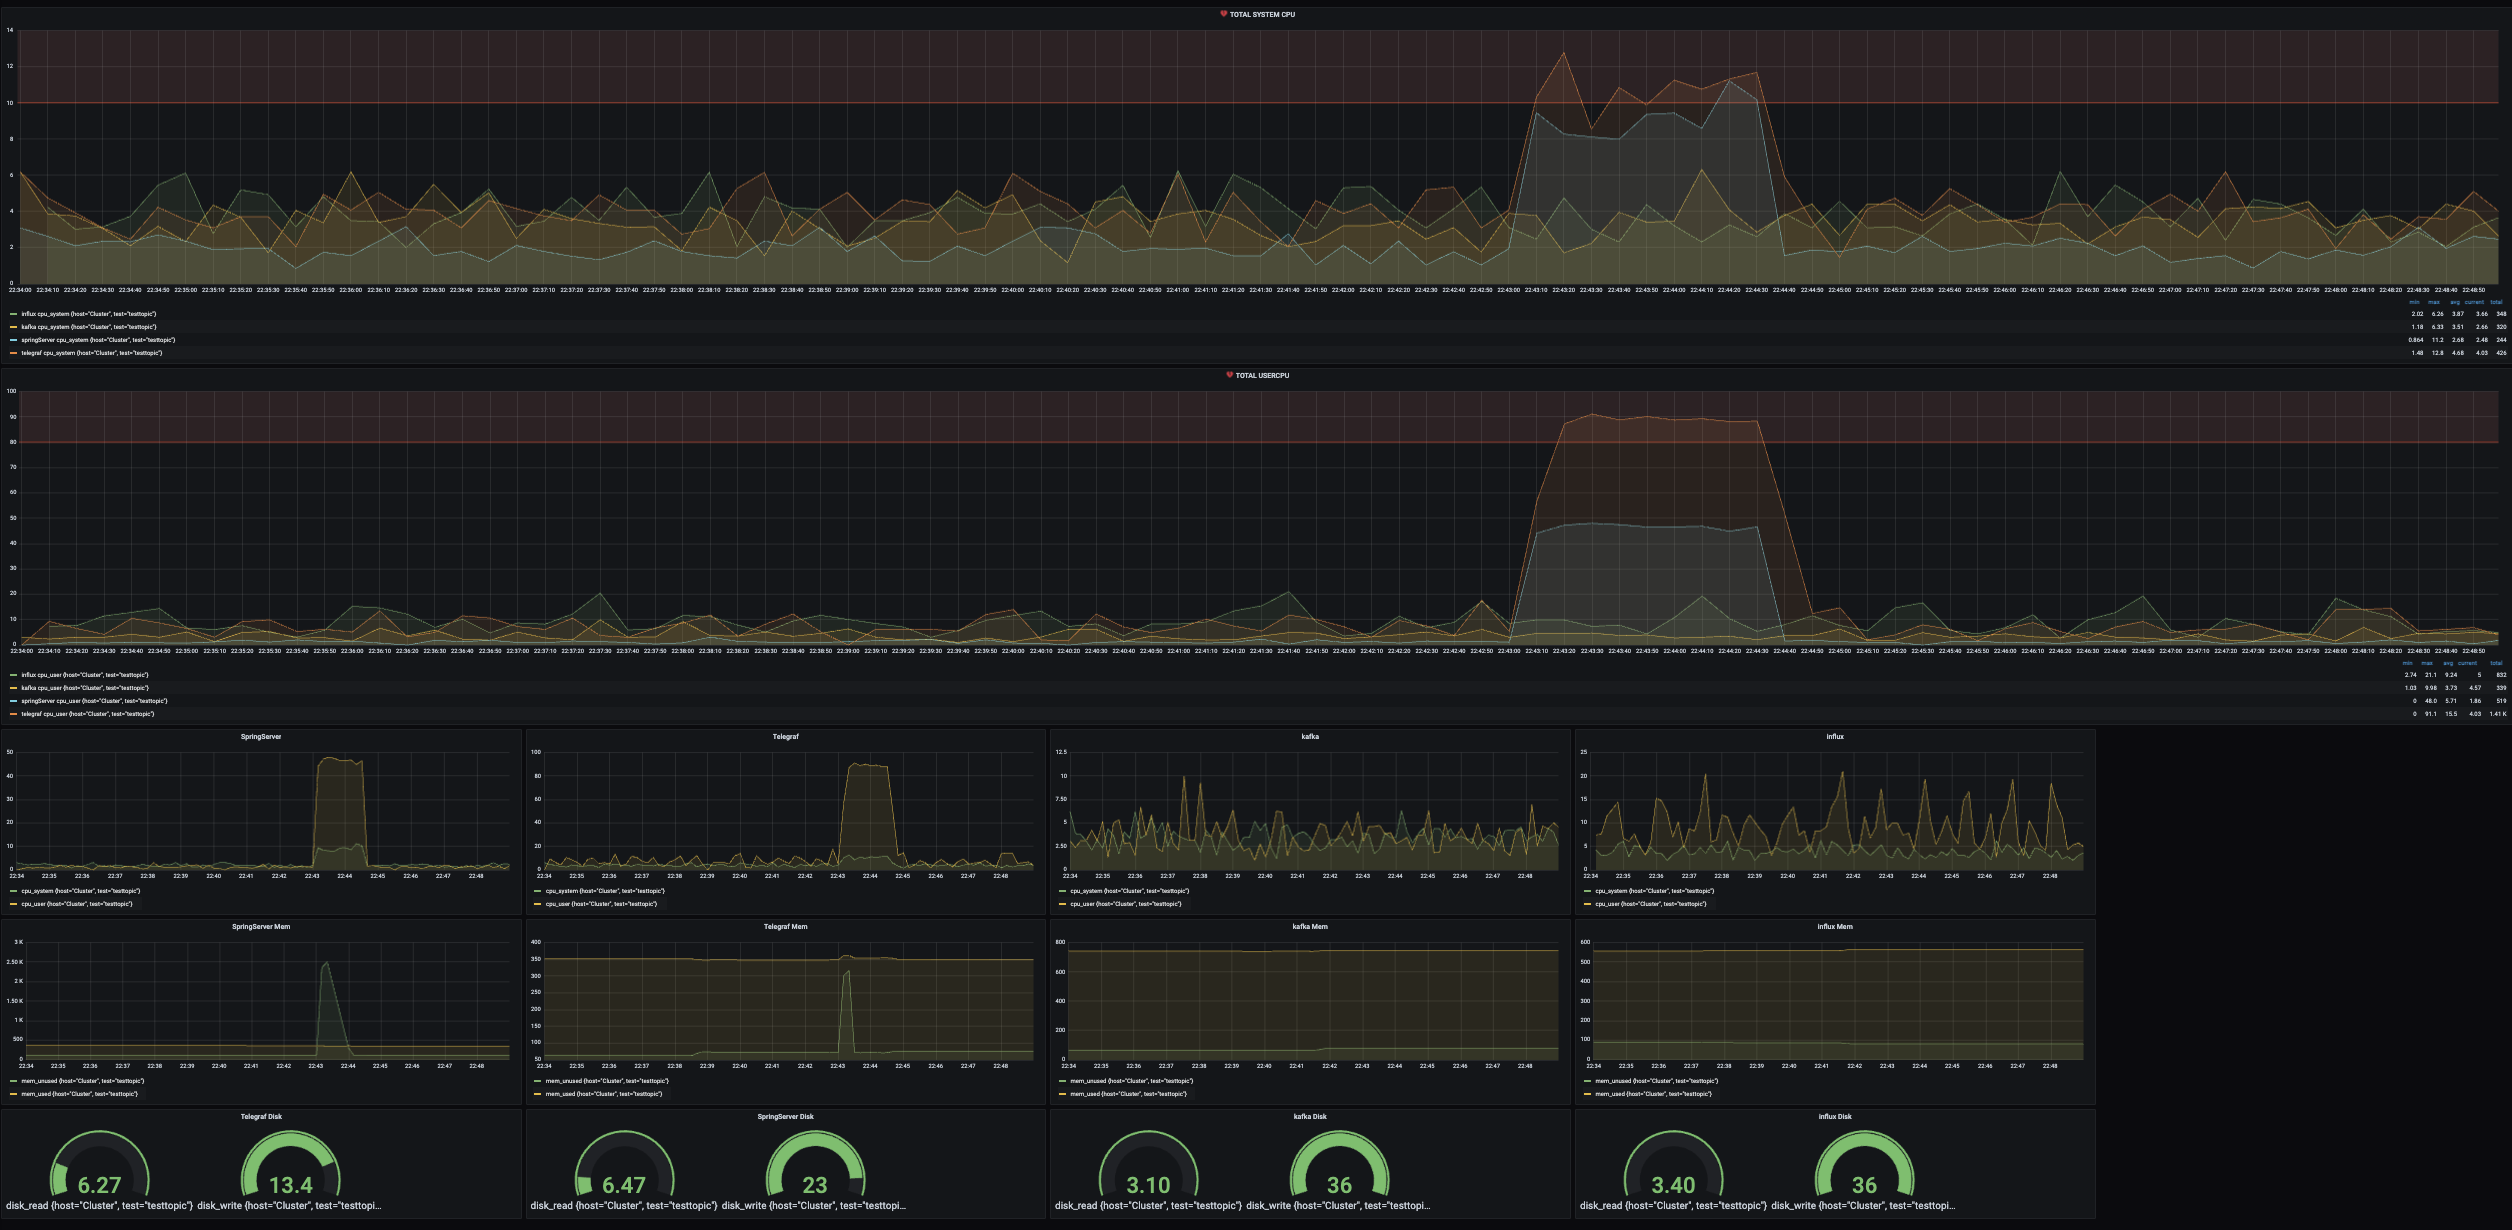 TOTAL SYSTEM CPU
14
12
10
8
6
4
2
0
22:34:00 22:34:10 22:34:20 22:34:30 22:34:40 22:34:50 22:35:00 22:35:10 22:35:20 22:35:30 22:35:40 22:35:50 22:36:00 22:36:10 22:36:20 22:36:30 22:36:40 22:36:50 22:37:00 22:37:10 22:37:20 22:37:30 22:37:40 22:37:50 22:38:00 22:38:10 22:38:20 22:38:30 22:38:40 22:38:50 22:39:00 22:39:10 22:39:20 22:39:30 22:39:40 22:39:50 22:40:00 22:40:10 22:40:20 22:40:30 22:40:40 22:40:50 22:41:00 22:41:10 22:41:20 22:41:30 22:41:40 22:41:50 22:42:00 22:42:10 22:42:20 22:42:30 22:42:40 22:42:50 22:43:00 22:43:10 22:43:20 22:43:30 22:43:40 22:43:50 22:44:00 22:44:10 22:44:20 22:44:30 22:44:40 22:44:50 22:45:00 22:45:10 22:45:20 22:45:30 22:45:40 22:45:50 22:46:00 22:46:10 22:46:20 22:46:30 22:46:40 22:46:50 22:47:00 22:47:10 22:47:20 22:47:30 22:47:40 22:47:50 22:48:00 22:48:10 22:48:20 22:48:30 22:48:40 22:48:50
min max avg current total
influx cpu_system {host="Cluster", test="testtopic"} 2.02 6.26 3.87 3.66 348
kafka cpu_system {host="Cluster", test="testtopic"} 1.18 6.33 3.51 2.66 320
springServer cpu_system {host="Cluster", test="testtopic"} 0.864 11.2 2.68 2.48 244
telegraf cpu_system {host="Cluster", test="testtopic"} 1.48 12.8 4.68 4.03 426
TOTAL USERCPU
100
90
80
70
60
50
40
30
20
10
0
22:34:00 22:34:10 22:34:20 22:34:30 22:34:40 22:34:50 22:35:00 22:35:10 22:35:20 22:35:30 22:35:40 22:35:50 22:36:00 22:36:10 22:36:20 22:36:30 22:36:40 22:36:50 22:37:00 22:37:10 22:37:20 22:37:30 22:37:40 22:37:50 22:38:00 22:38:10 22:38:20 22:38:30 22:38:40 22:38:50 22:39:00 22:39:10 22:39:20 22:39:30 22:39:40 22:39:50 22:40:00 22:40:10 22:40:20 22:40:30 22:40:40 22:40:50 22:41:00 22:41:10 22:41:20 22:41:30 22:41:40 22:41:50 22:42:00 22:42:10 22:42:20 22:42:30 22:42:40 22:42:50 22:43:00 22:43:10 22:43:20 22:43:30 22:43:40 22:43:50 22:44:00 22:44:10 22:44:20 22:44:30 22:44:40 22:44:50 22:45:00 22:45:10 22:45:20 22:45:30 22:45:40 22:45:50 22:46:00 22:46:10 22:46:20 22:46:30 22:46:40 22:46:50 22:47:00 22:47:10 22:47:20 22:47:30 22:47:40 22:47:50 22:48:00 22:48:10 22:48:20 22:48:30 22:48:40 22:48:50
min max avg current total
influx cpu_user {host="Cluster", test="testtopic"} 2.74 21.1 9.24 5 832
kafka cpu_user {host="Cluster", test="testtopic"} 1.03 9.98 3.73 4.57 339
springServer cpu_user {host="Cluster", test="testtopic"} 0 48.0 5.71 1.86 519
telegraf cpu_user {host="Cluster", test="testtopic"} 0 91.1 15.5 4.03 1.41 K
SpringServer
50
40
30
20
10
0
22:34 22:35 22:36 22:37 22:38 22:39 22:40 22:41 22:42 22:43 22:44 22:45 22:46 22:47 22:48
cpu_system {host="Cluster", test="testtopic"}
cpu_user {host="Cluster", test="testtopic"}
Telegraf
100
80
60
40
20
0
22:34 22:35 22:36 22:37 22:38 22:39 22:40 22:41 22:42 22:43 22:44 22:45 22:46 22:47 22:48
cpu_system {host="Cluster", test="testtopic"}
cpu_user {host="Cluster", test="testtopic"}
kafka
12.5
10
7.50
5
2.50
0
22:34 22:35 22:36 22:37 22:38 22:39 22:40 22:41 22:42 22:43 22:44 22:45 22:46 22:47 22:48
cpu_system {host="Cluster", test="testtopic"}
cpu_user {host="Cluster", test="testtopic"}
influx
25
20
15
10
5
0
22:34 22:35 22:36 22:37 22:38 22:39 22:40 22:41 22:42 22:43 22:44 22:45 22:46 22:47 22:48
cpu_system {host="Cluster", test="testtopic"}
cpu_user {host="Cluster", test="testtopic"}
SpringServer Mem
3 K
2.50 K
2 K
1.50 K
1 K
500
0
22:34 22:35 22:36 22:37 22:38 22:39 22:40 22:41 22:42 22:43 22:44 22:45 22:46 22:47 22:48
mem_unused {host="Cluster", test="testtopic"}
mem_used {host="Cluster", test="testtopic"}
Telegraf Mem
400
350
300
250
200
150
100
50
22:34 22:35 22:36 22:37 22:38 22:39 22:40 22:41 22:42 22:43 22:44 22:45 22:46 22:47 22:48
mem_unused {host="Cluster", test="testtopic"}
mem_used {host="Cluster", test="testtopic"}
kafka Mem
800
600
400
200
0
22:34 22:35 22:36 22:37 22:38 22:39 22:40 22:41 22:42 22:43 22:44 22:45 22:46 22:47 22:48
mem_unused {host="Cluster", test="testtopic"}
mem_used {host="Cluster", test="testtopic"}
influx Mem
600
500
400
300
200
100
0
22:34 22:35 22:36 22:37 22:38 22:39 22:40 22:41 22:42 22:43 22:44 22:45 22:46 22:47 22:48
mem_unused {host="Cluster", test="testtopic"}
mem_used {host="Cluster", test="testtopic"}
Telegraf Disk
6.27 13.4
disk_read {host="Cluster", test="testtopic"} disk_write {host="Cluster", test="testtopi...
SpringServer Disk
6.47 23
disk_read {host="Cluster", test="testtopic"} disk_write {host="Cluster", test="testtopi...
kafka Disk
3.10 36
disk_read {host="Cluster", test="testtopic"} disk_write {host="Cluster", test="testtopi...
influx Disk
3.40 36
disk_read {host="Cluster", test="testtopic"} disk_write {host="Cluster", test="testtopi...